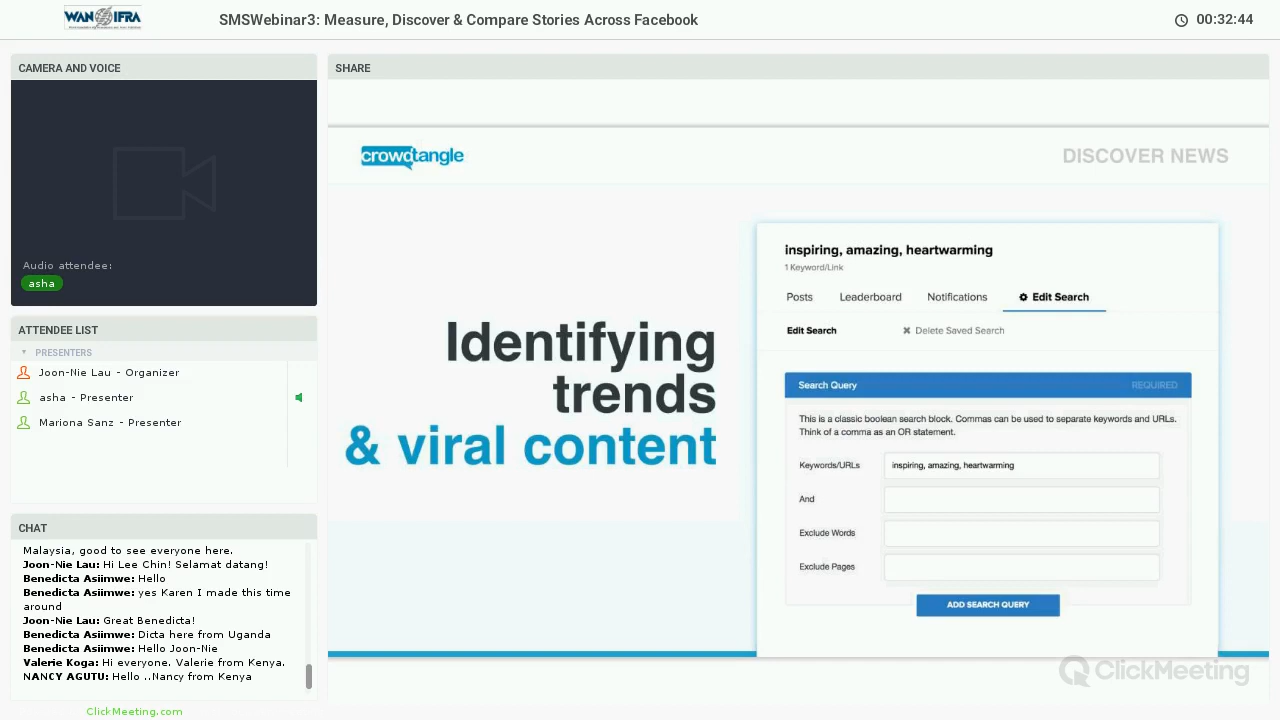 WAN IFRA
SMSWebinar3: Measure, Discover & Compare Stories Across Facebook
00:32:44
CAMERA AND VOICE
Audio attendee:
asha
ATTENDEE LIST
PRESENTERS
Joon-Nie Lau - Organizer
asha - Presenter
Mariona Sanz - Presenter
CHAT
Malaysia, good to see everyone here.
Joon-Nie Lau: Hi Lee Chin! Selamat datang!
Benedicta Asiimwe: Hello
Benedicta Asiimwe: yes Karen I made this time
around
Joon-Nie Lau: Great Benedicta!
Benedicta Asiimwe: Dicta here from Uganda
Benedicta Asiimwe: Hello Joon-Nie
Valerie Koga: Hi everyone. Valerie from Kenya.
NANCY AGUTU: Hello ..Nancy from Kenya
ClickMeeting.com
SHARE
crowdtangle
DISCOVER NEWS
Identifying
trends
& viral content
inspiring, amazing, heartwarming
1 Keyword/Link
Posts Leaderboard Notifications Edit Search
Edit Search Delete Saved Search
Search Query REQUIRED
This is a classic boolean search block. Commas can be used to separate keywords and URLs.
Think of a comma as an OR statement.
Keywords/URLs inspiring, amazing, heartwarming
And
Exclude Words
Exclude Pages
ADD SEARCH QUERY
ClickMeeting